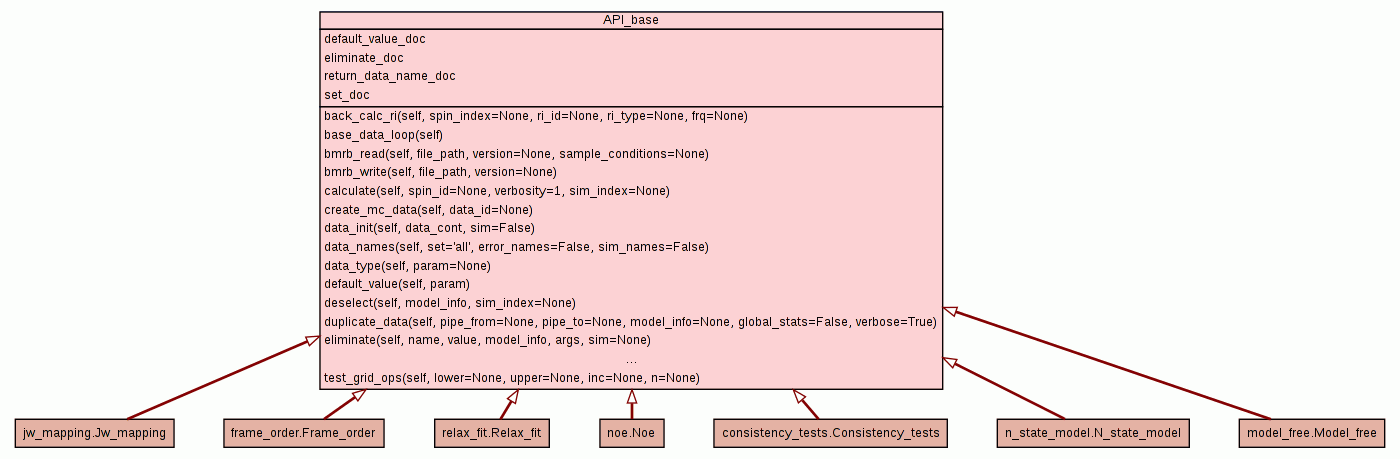 API_base
default_value_doc
eliminate_doc
return_data_name_doc
set_doc
back_calc_ri(self, spin_index=None, ri_id=None, ri_type=None, frq=None)
base_data_loop(self)
bmrb_read(self, file_path, version=None, sample_conditions=None)
bmrb_write(self, file_path, version=None)
calculate(self, spin_id=None, verbosity=1, sim_index=None)
create_mc_data(self, data_id=None)
data_init(self, data_cont, sim=False)
data_names(self, set='all', error_names=False, sim_names=False)
data_type(self, param=None)
default_value(self, param)
deselect(self, model_info, sim_index=None)
duplicate_data(self, pipe_from=None, pipe_to=None, model_info=None, global_stats=False, verbose=True)
eliminate(self, name, value, model_info, args, sim=None)
...
test_grid_ops(self, lower=None, upper=None, inc=None, n=None)
jw_mapping.Jw_mapping
frame_order.Frame_order
relax_fit.Relax_fit
noe.Noe
consistency_tests.Consistency_tests
n_state_model.N_state_model
model_free.Model_free